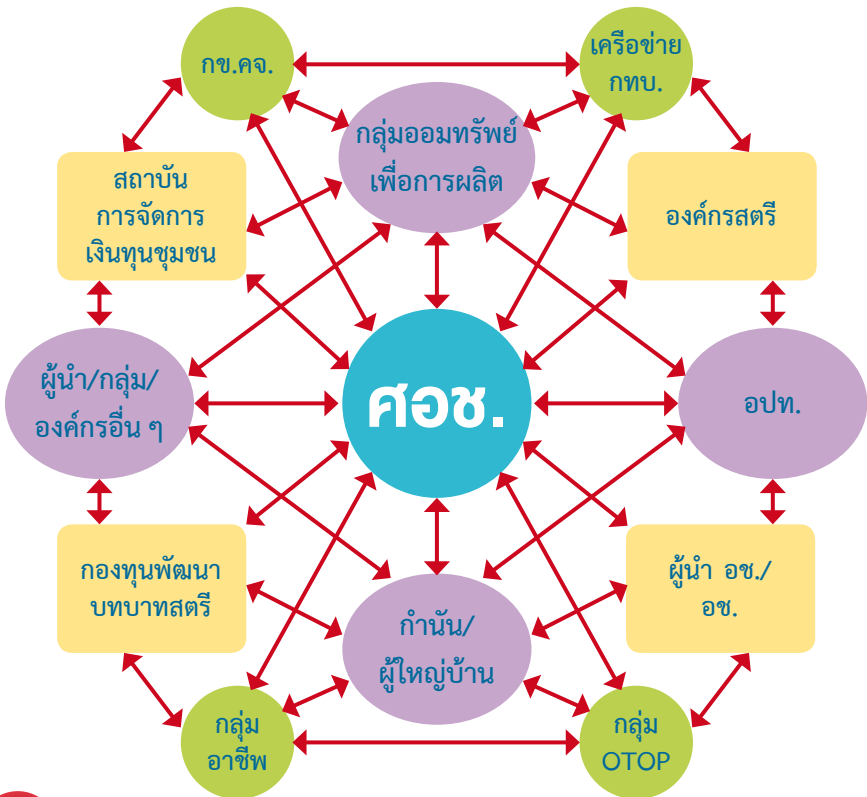 กข.คจ.
เครือข่าย
กทบ.
กลุ่มออมทรัพย์
เพื่อการผลิต
สถาบัน
การจัดการ
เงินทุนชุมชน
องค์กรสตรี
ผู้นำ/กลุ่ม/
องค์กรอื่น ๆ
ศอช.
อปท.
กองทุนพัฒนา
บทบาทสตรี
ผู้นำ อช./
อช.
กำนัน/
ผู้ใหญ่บ้าน
กลุ่ม
อาชีพ
กลุ่ม
OTOP